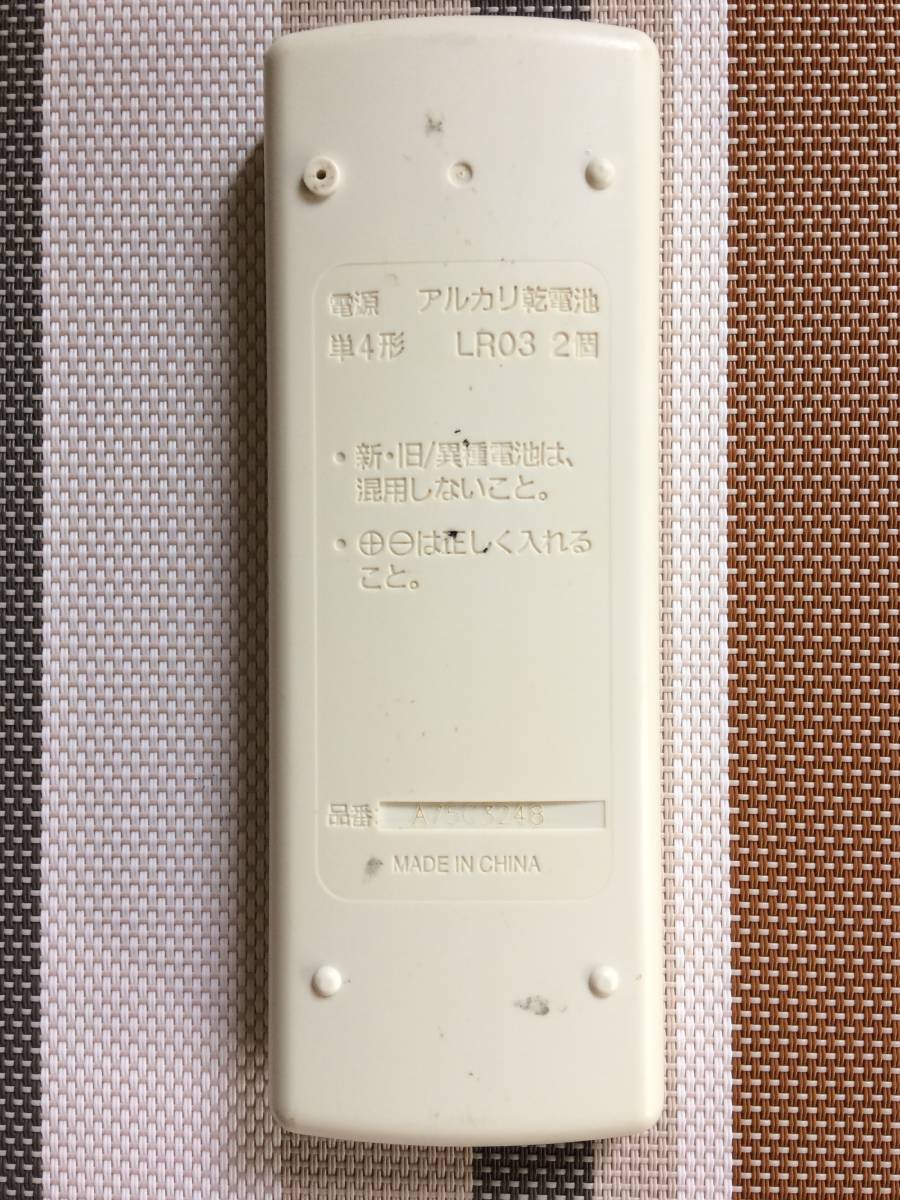 電源 アルカリ乾電池
単4形 LR03 2個
・新・旧/異種電池は、
混用しないこと。
・⊕⊖は正しく入れる
こと。
品番: A75C3248
MADE IN CHINA